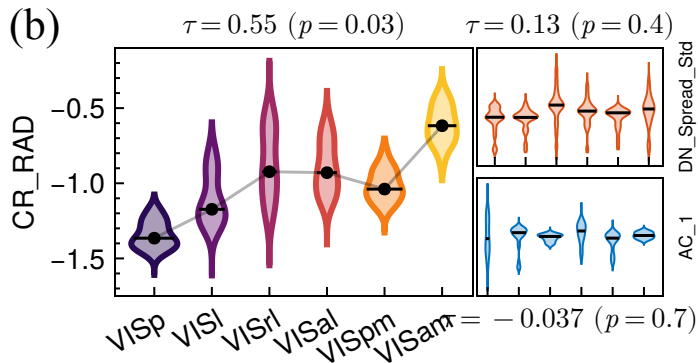 (b)
τ = 0.55 (p = 0.03)
τ = 0.13 (p = 0.4)
CR_RAD
−0.5
−1.0
−1.5
VISp
VISl
VISrl
VISal
VISpm
VISam
DN_Spread_Std
AC_1
τ = − 0.037 (p = 0.7)